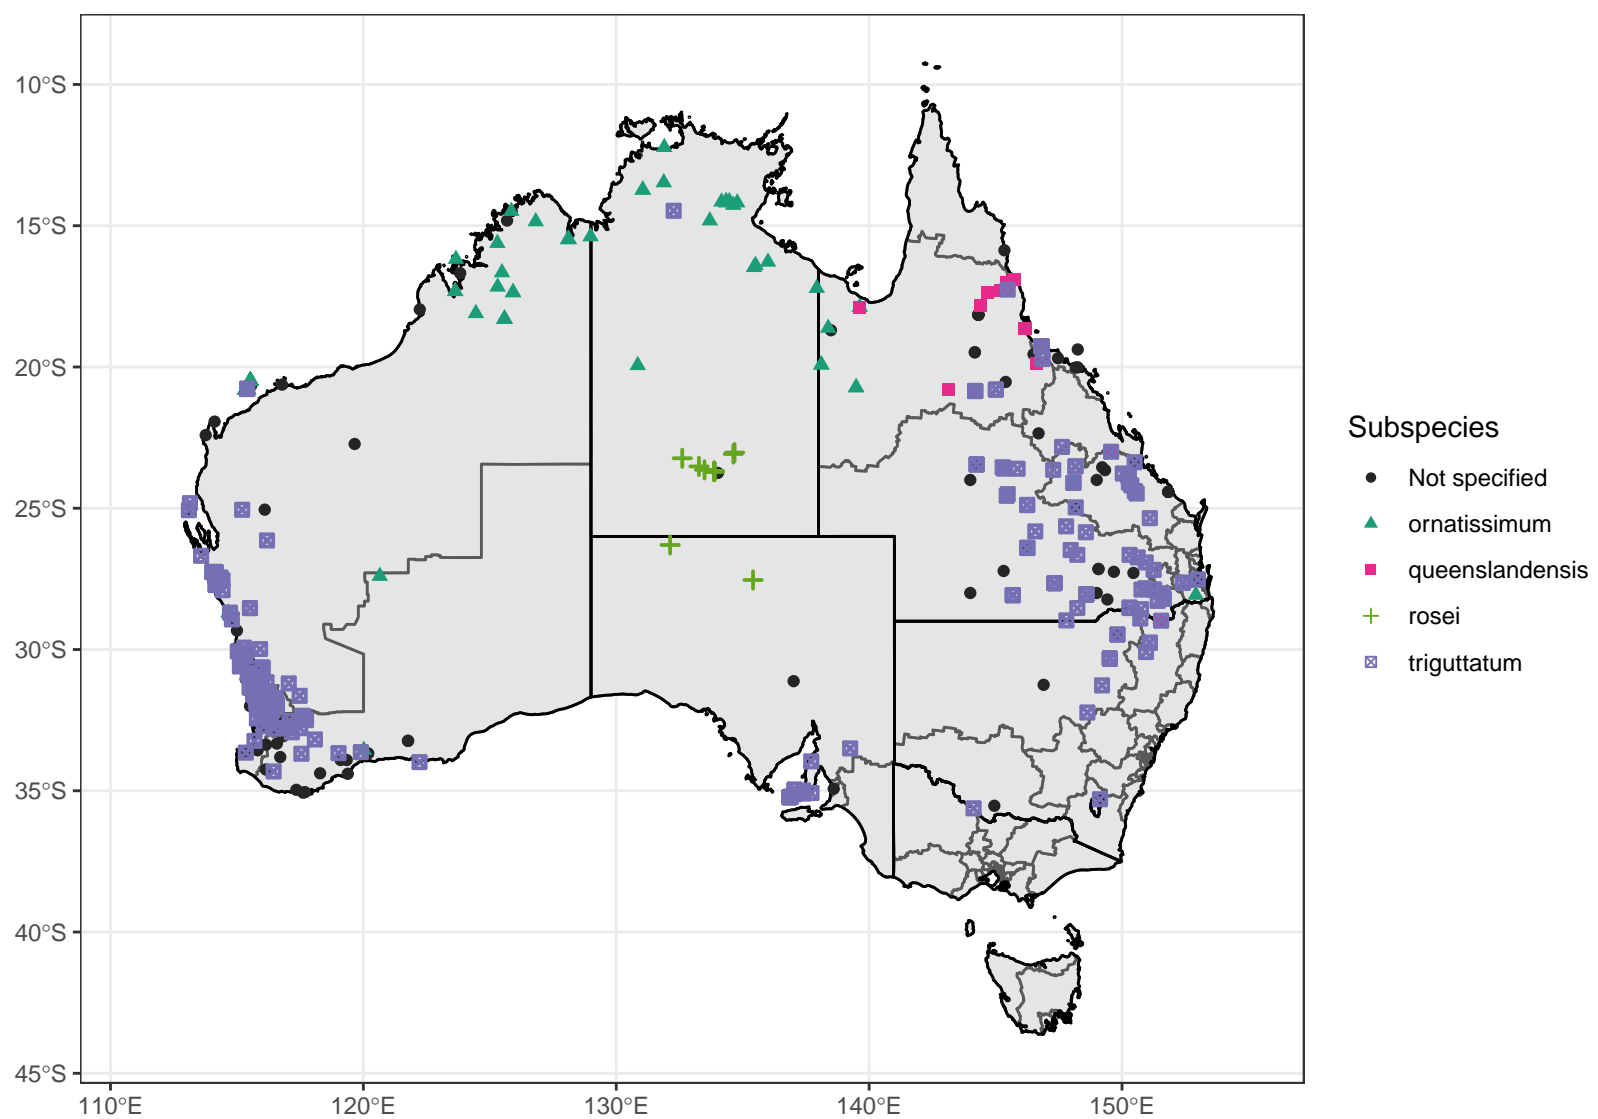 10°S
15°S
20°S
25°S
30°S
35°S
40°S
45°S
110°E
120°E
130°E
140°E
150°E
Subspecies
Not specified
ornatissimum
queenslandensis
rosei
triguttatum